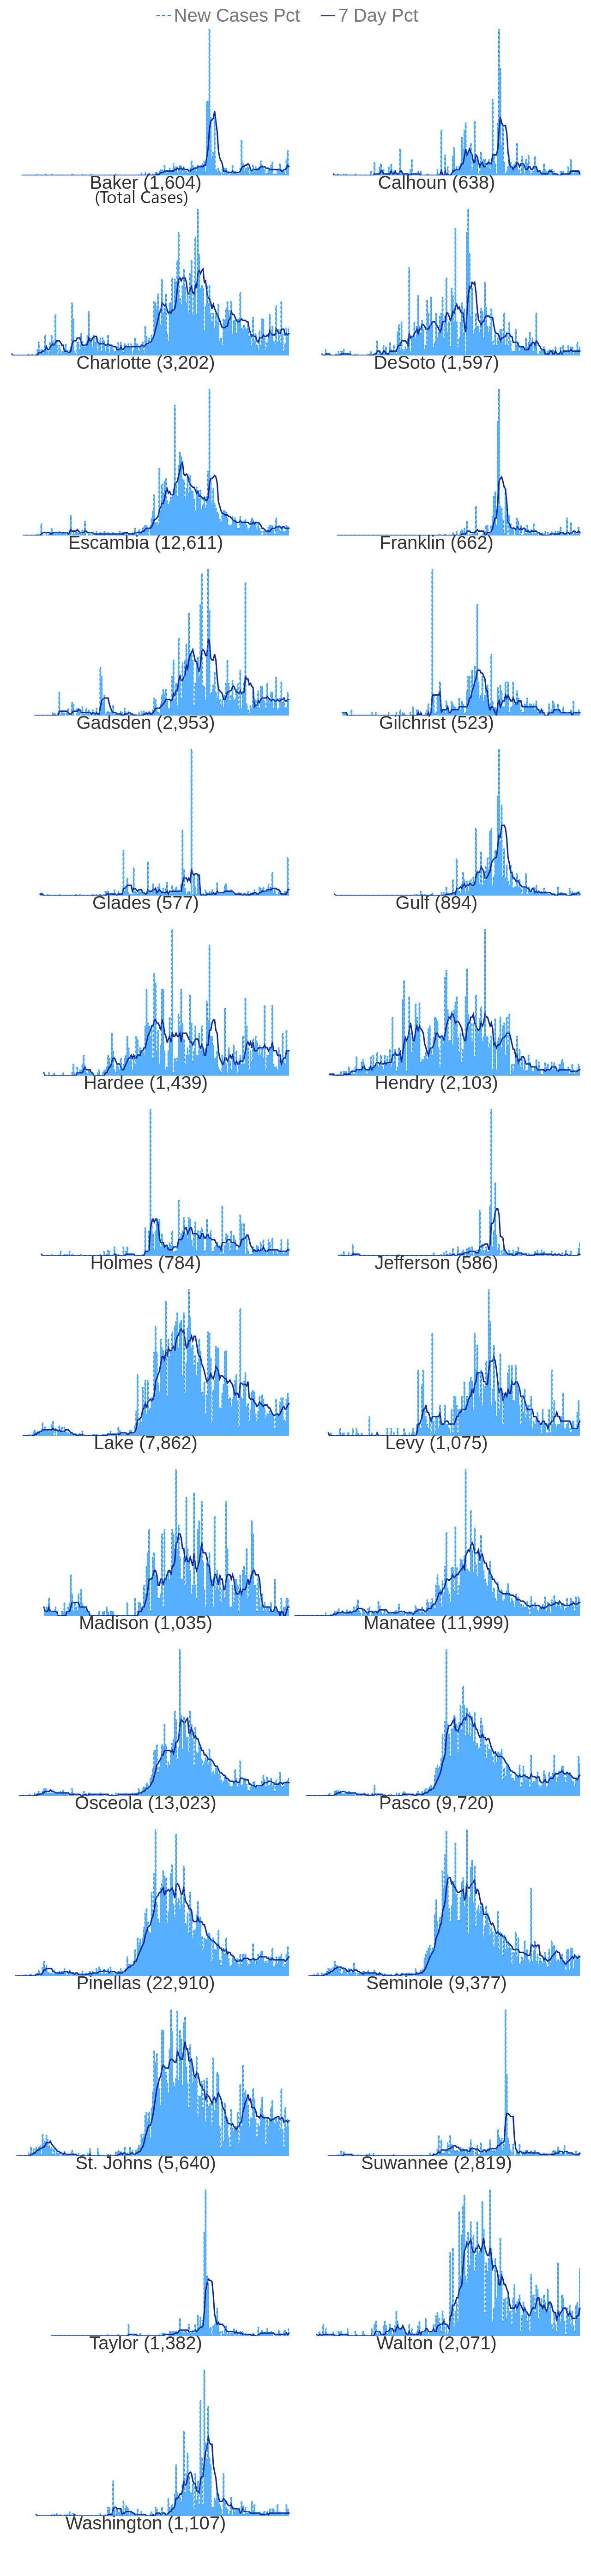 New Cases Pct 7 Day Pct
Baker (1,604) Calhoun (638)
(Total Cases)
Charlotte (3,202) DeSoto (1,597)
Escambia (12,611) Franklin (662)
Gadsden (2,953) Gilchrist (523)
Glades (577) Gulf (894)
Hardee (1,439) Hendry (2,103)
Holmes (784) Jefferson (586)
Lake (7,862) Levy (1,075)
Madison (1,035) Manatee (11,999)
Osceola (13,023) Pasco (9,720)
Pinellas (22,910) Seminole (9,377)
St. Johns (5,640) Suwannee (2,819)
Taylor (1,382) Walton (2,071)
Washington (1,107)